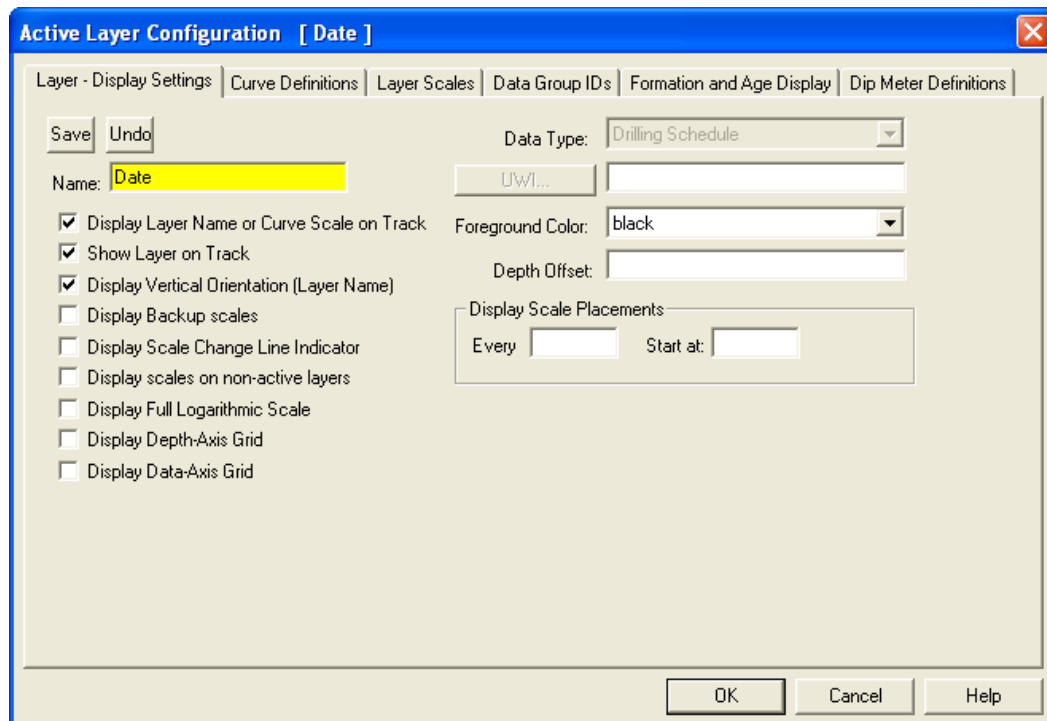 Active Layer Configuration [ Date ]
Layer - Display Settings Curve Definitions Layer Scales Data Group IDs Formation and Age Display Dip Meter Definitions
Save Undo
Name: Date
Display Layer Name or Curve Scale on Track
Show Layer on Track
Display Vertical Orientation (Layer Name)
Display Backup scales
Display Scale Change Line Indicator
Display scales on non-active layers
Display Full Logarithmic Scale
Display Depth-Axis Grid
Display Data-Axis Grid
Data Type: Drilling Schedule
UWI...
Foreground Color: black
Depth Offset:
Display Scale Placements
Every Start at:
OK Cancel Help